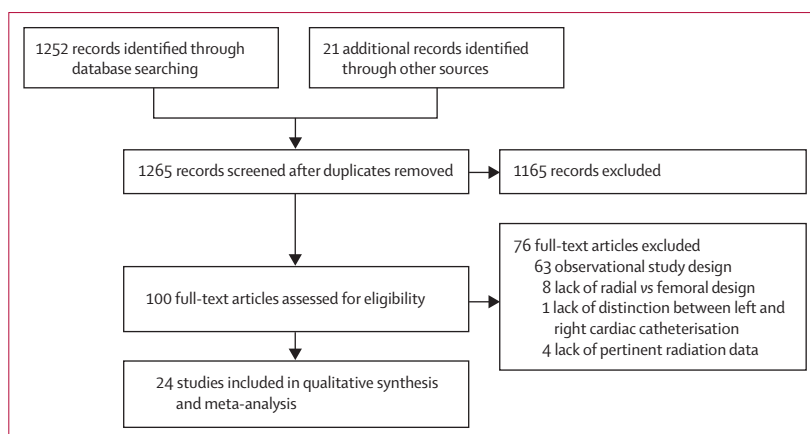 1252 records identified through
database searching
21 additional records identified
through other sources
1265 records screened after duplicates removed
1165 records excluded
100 full-text articles assessed for eligibility
76 full-text articles excluded
63 observational study design
8 lack of radial vs femoral design
1 lack of distinction between left and
right cardiac catheterisation
4 lack of pertinent radiation data
24 studies included in qualitative synthesis
and meta-analysis